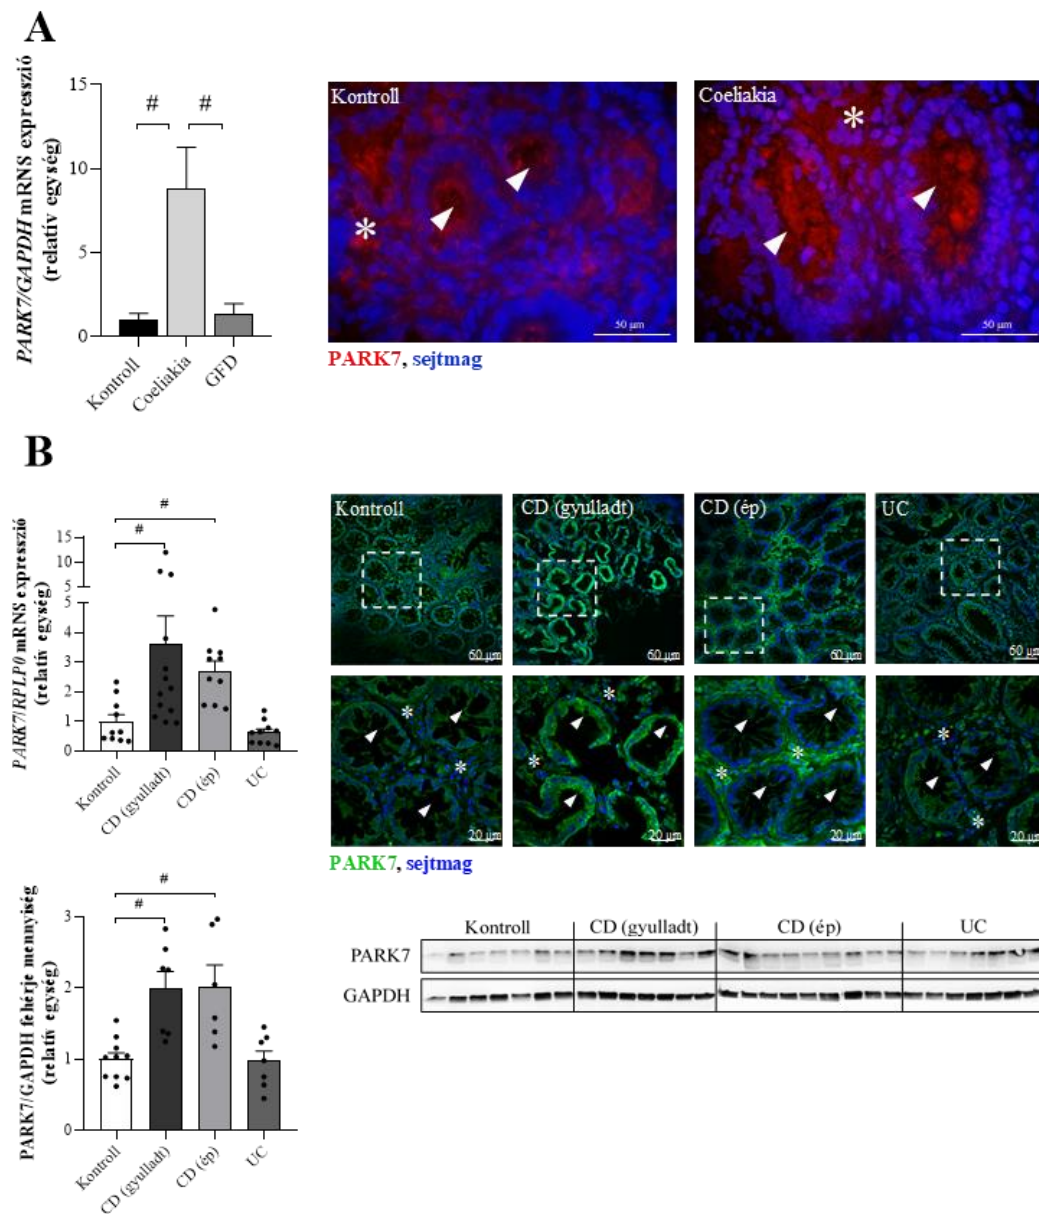 A
PARK7/GAPDH mRNS expresszió
(relatív egység)
15
10
5
0
#
#
Kontroll
Coeliakia
GFD
Kontroll
*
50 µm
Coeliakia
*
50 µm
PARK7, sejtmag
B
PARK7/RPLP0 mRNS expresszió
(relatív egység)
15
10
5
5
4
3
2
1
0
#
#
Kontroll
CD (gyulladt)
CD (ép)
UC
Kontroll
60 µm
CD (gyulladt)
60 µm
CD (ép)
60 µm
UC
60 µm
*
*
20 µm
*
*
20 µm
*
*
20 µm
*
*
20 µm
PARK7, sejtmag
PARK7/GAPDH fehérje mennyiség
(relatív egység)
3
2
1
0
#
#
Kontroll
CD (gyulladt)
CD (ép)
UC
Kontroll
CD (gyulladt)
CD (ép)
UC
PARK7
GAPDH